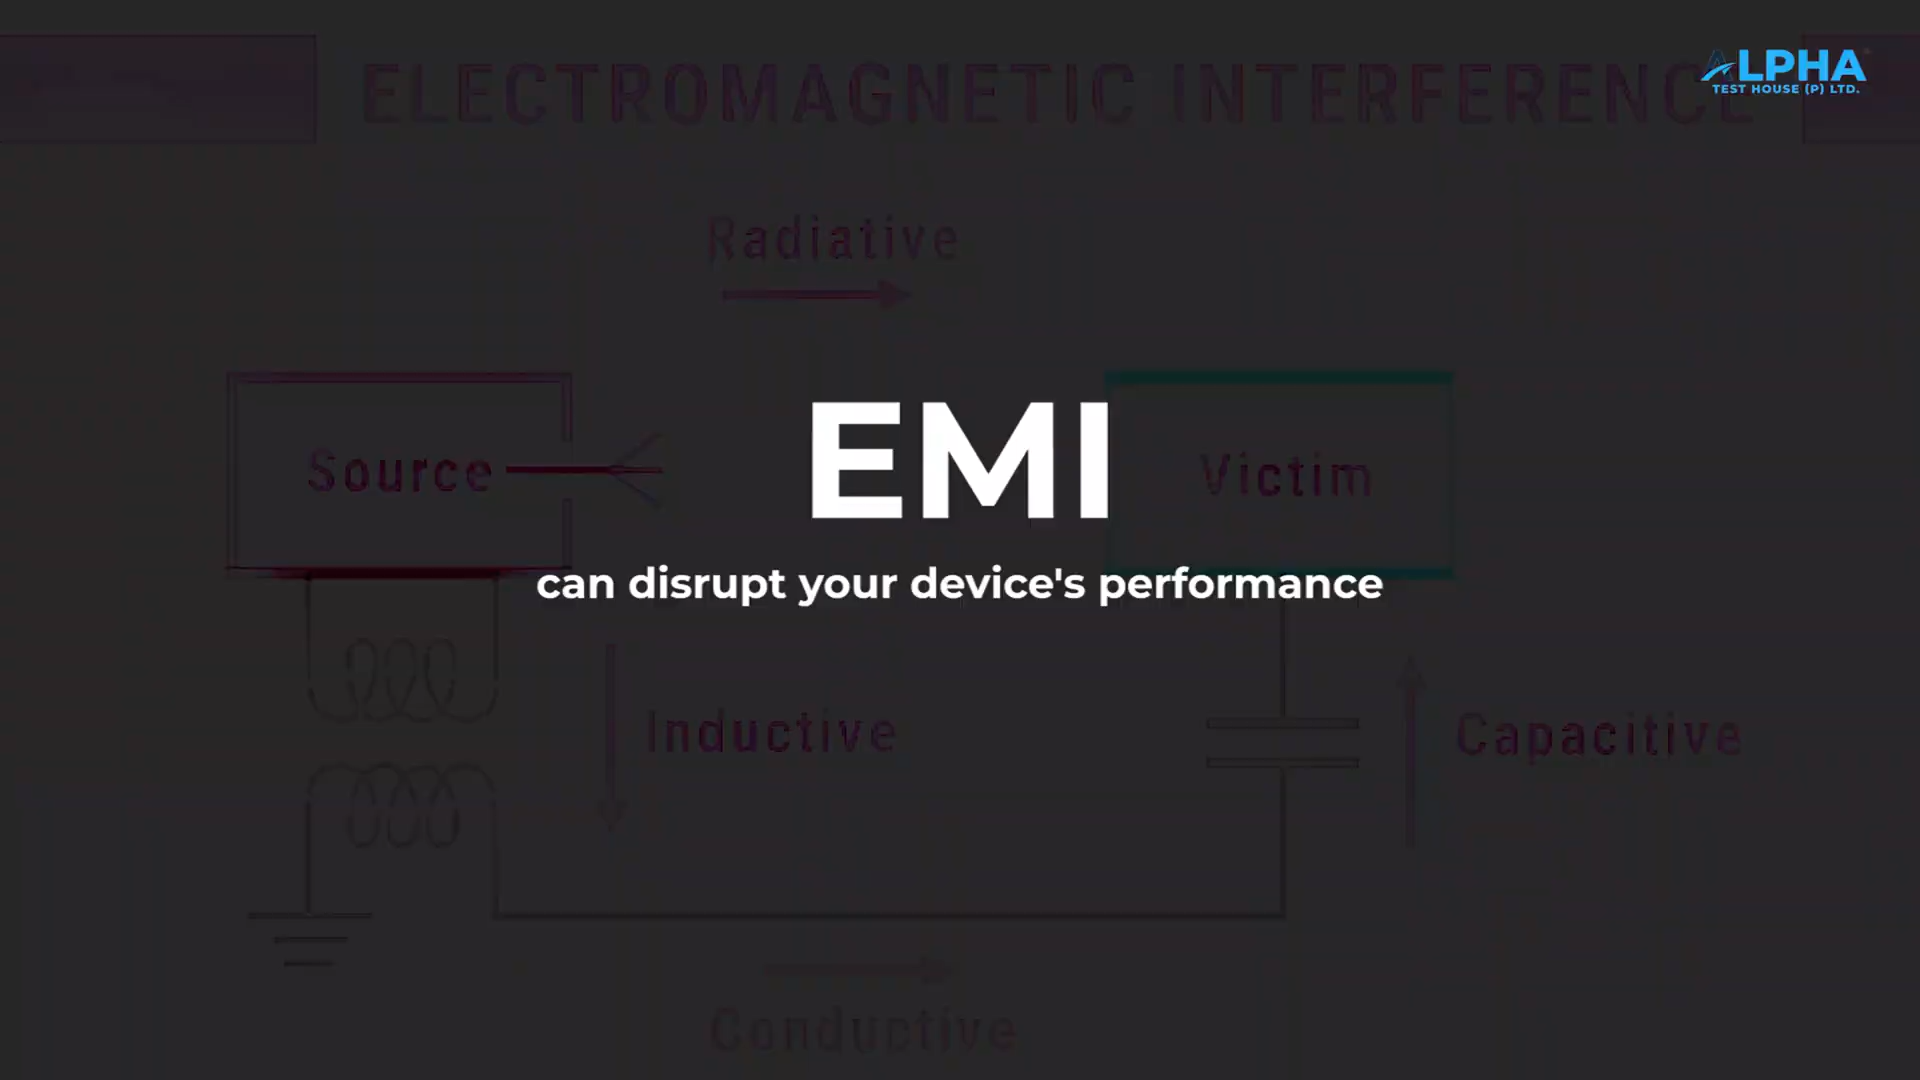 ELECTROMAGNETIC INTERFERENCE
ALPHA
TEST HOUSE (P) LTD.
Radiative
Source
EMI
Victim
can disrupt your device's performance
Inductive
Capacitive
Conductive